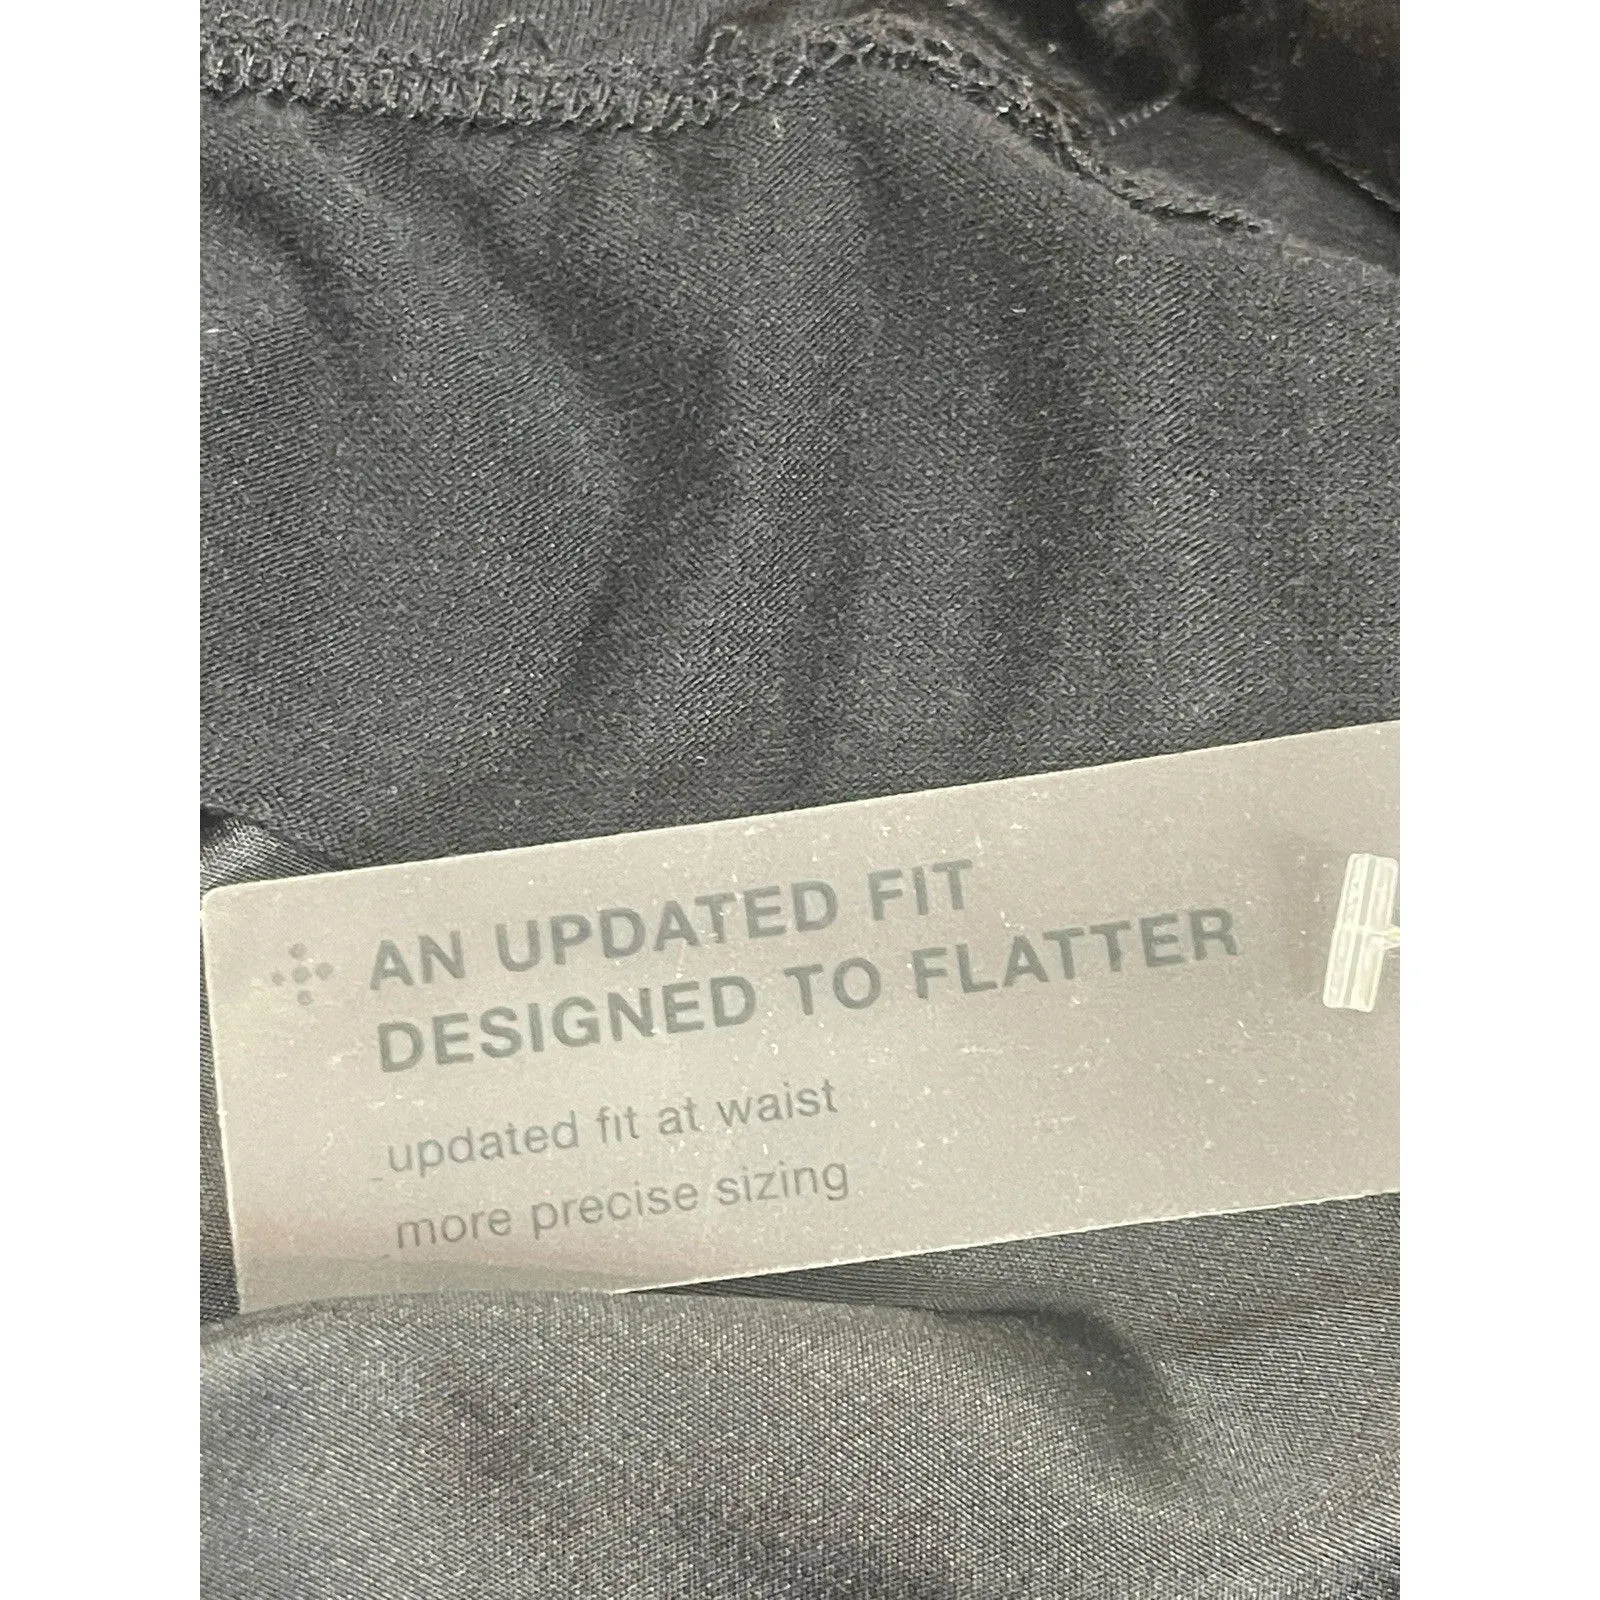 AN UPDATED FIT
DESIGNED TO FLATTER
updated fit at waist
more precise sizing